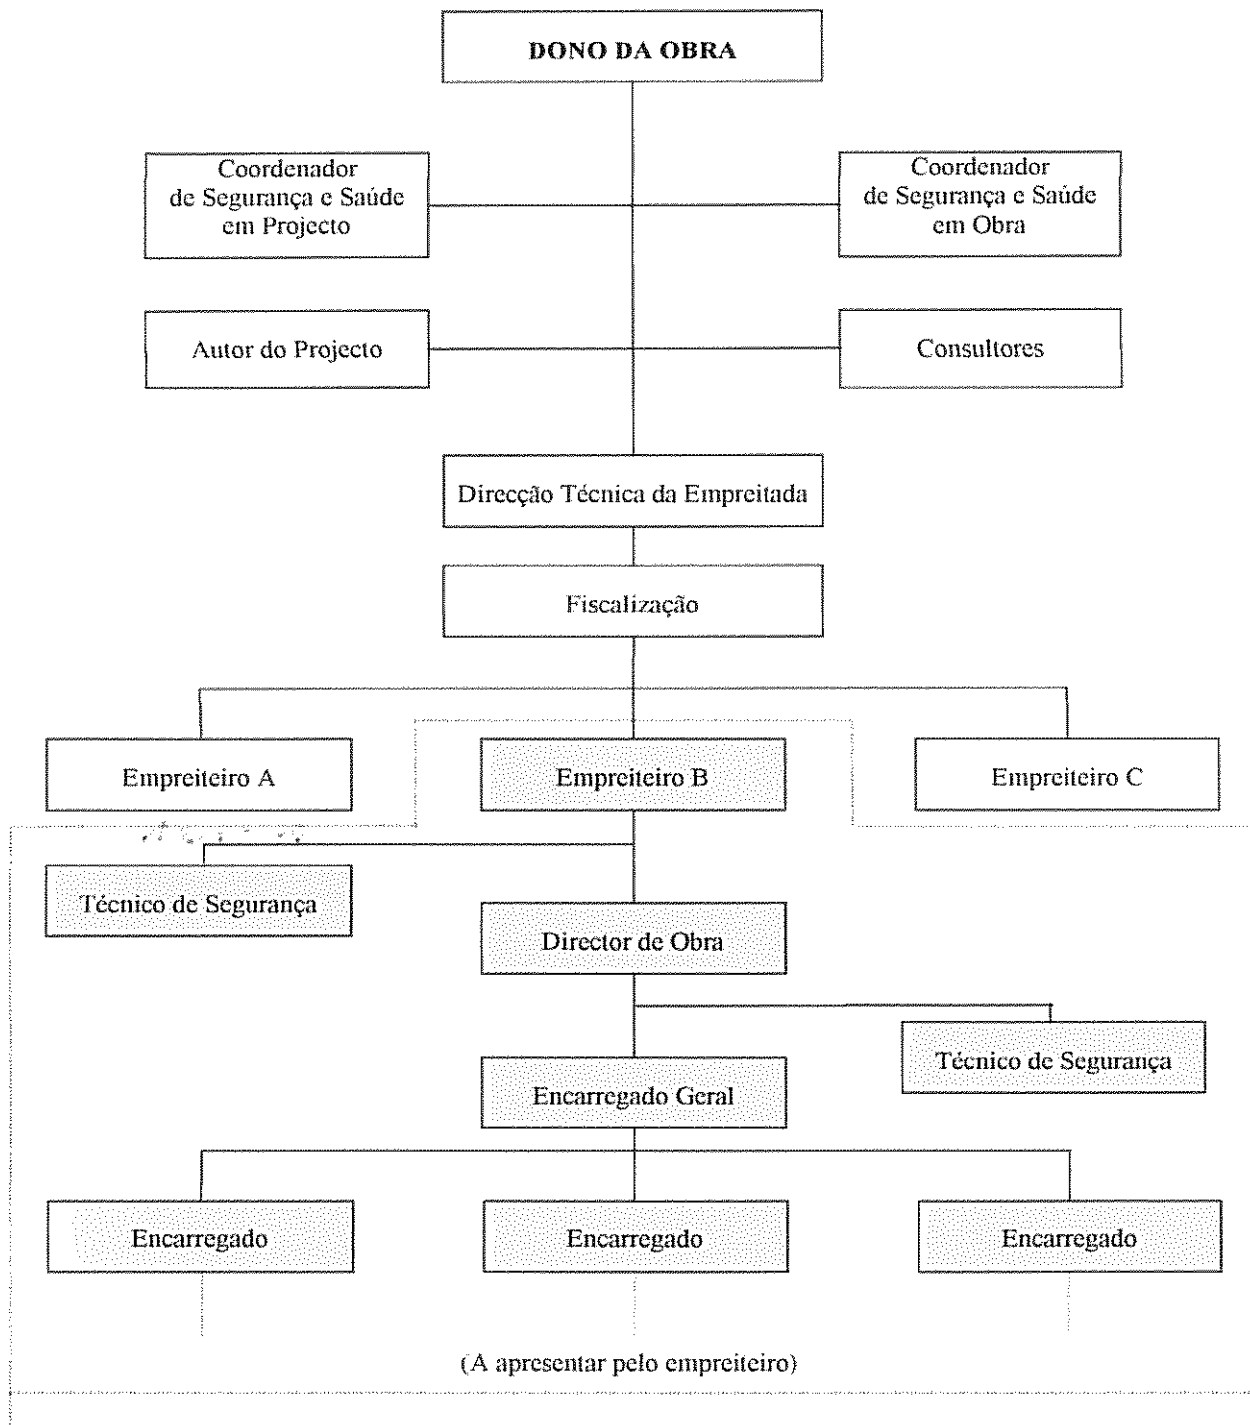 DONO DA OBRA
Coordenador
de Segurança e Saúde
em Projecto
Coordenador
de Segurança e Saúde
em Obra
Autor do Projecto
Consultores
Direcção Técnica da Empreitada
Fiscalização
Empreiteiro A
Empreiteiro B
Empreiteiro C
Técnico de Segurança
Director de Obra
Técnico de Segurança
Encarregado Geral
Encarregado
Encarregado
Encarregado
(A apresentar pelo empreiteiro)